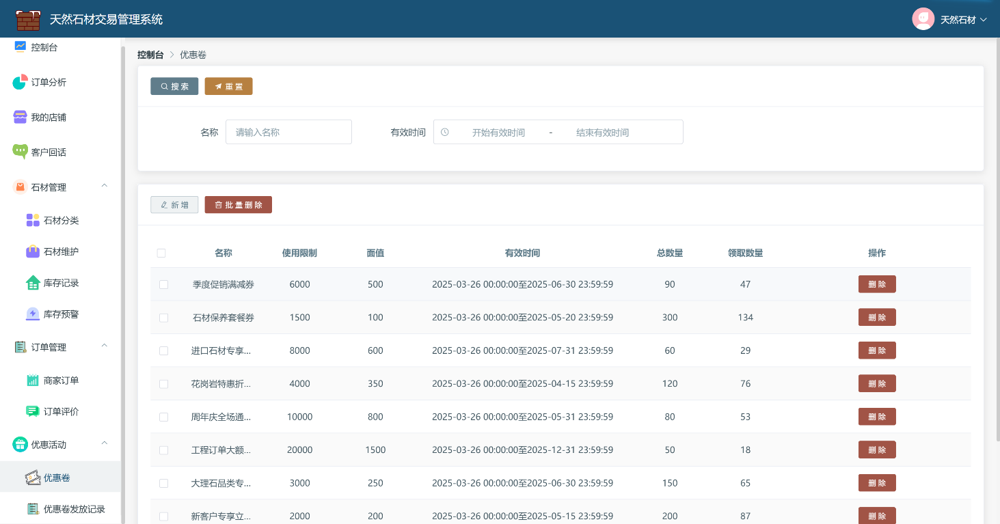 天然石材交易管理系统
天然石材
控制台
订单分析
我的店铺
客户回话
石材管理
石材分类
石材维护
库存记录
库存预警
订单管理
商家订单
订单评价
优惠活动
优惠卷
优惠卷发放记录
控制台 > 优惠卷
搜索 重置
名称 请输入名称 有效时间 开始有效时间 - 结束有效时间
新增 批量删除
名称 使用限制 面值 有效时间 总数量 领取数量 操作
季度促销满减券 6000 500 2025-03-26 00:00:00至2025-06-30 23:59:59 90 47 删除
石材保养套餐券 1500 100 2025-03-26 00:00:00至2025-05-20 23:59:59 300 134 删除
进口石材专享... 8000 600 2025-03-26 00:00:00至2025-07-31 23:59:59 60 29 删除
花岗岩特惠折... 4000 350 2025-03-26 00:00:00至2025-04-15 23:59:59 120 76 删除
周年庆全场通... 10000 800 2025-03-26 00:00:00至2025-05-31 23:59:59 80 53 删除
工程订单大额... 20000 1500 2025-03-26 00:00:00至2025-12-31 23:59:59 50 18 删除
大理石品类专... 3000 250 2025-03-26 00:00:00至2025-06-30 23:59:59 150 65 删除
新客户专享立... 2000 200 2025-03-26 00:00:00至2025-05-15 23:59:59 200 87 删除